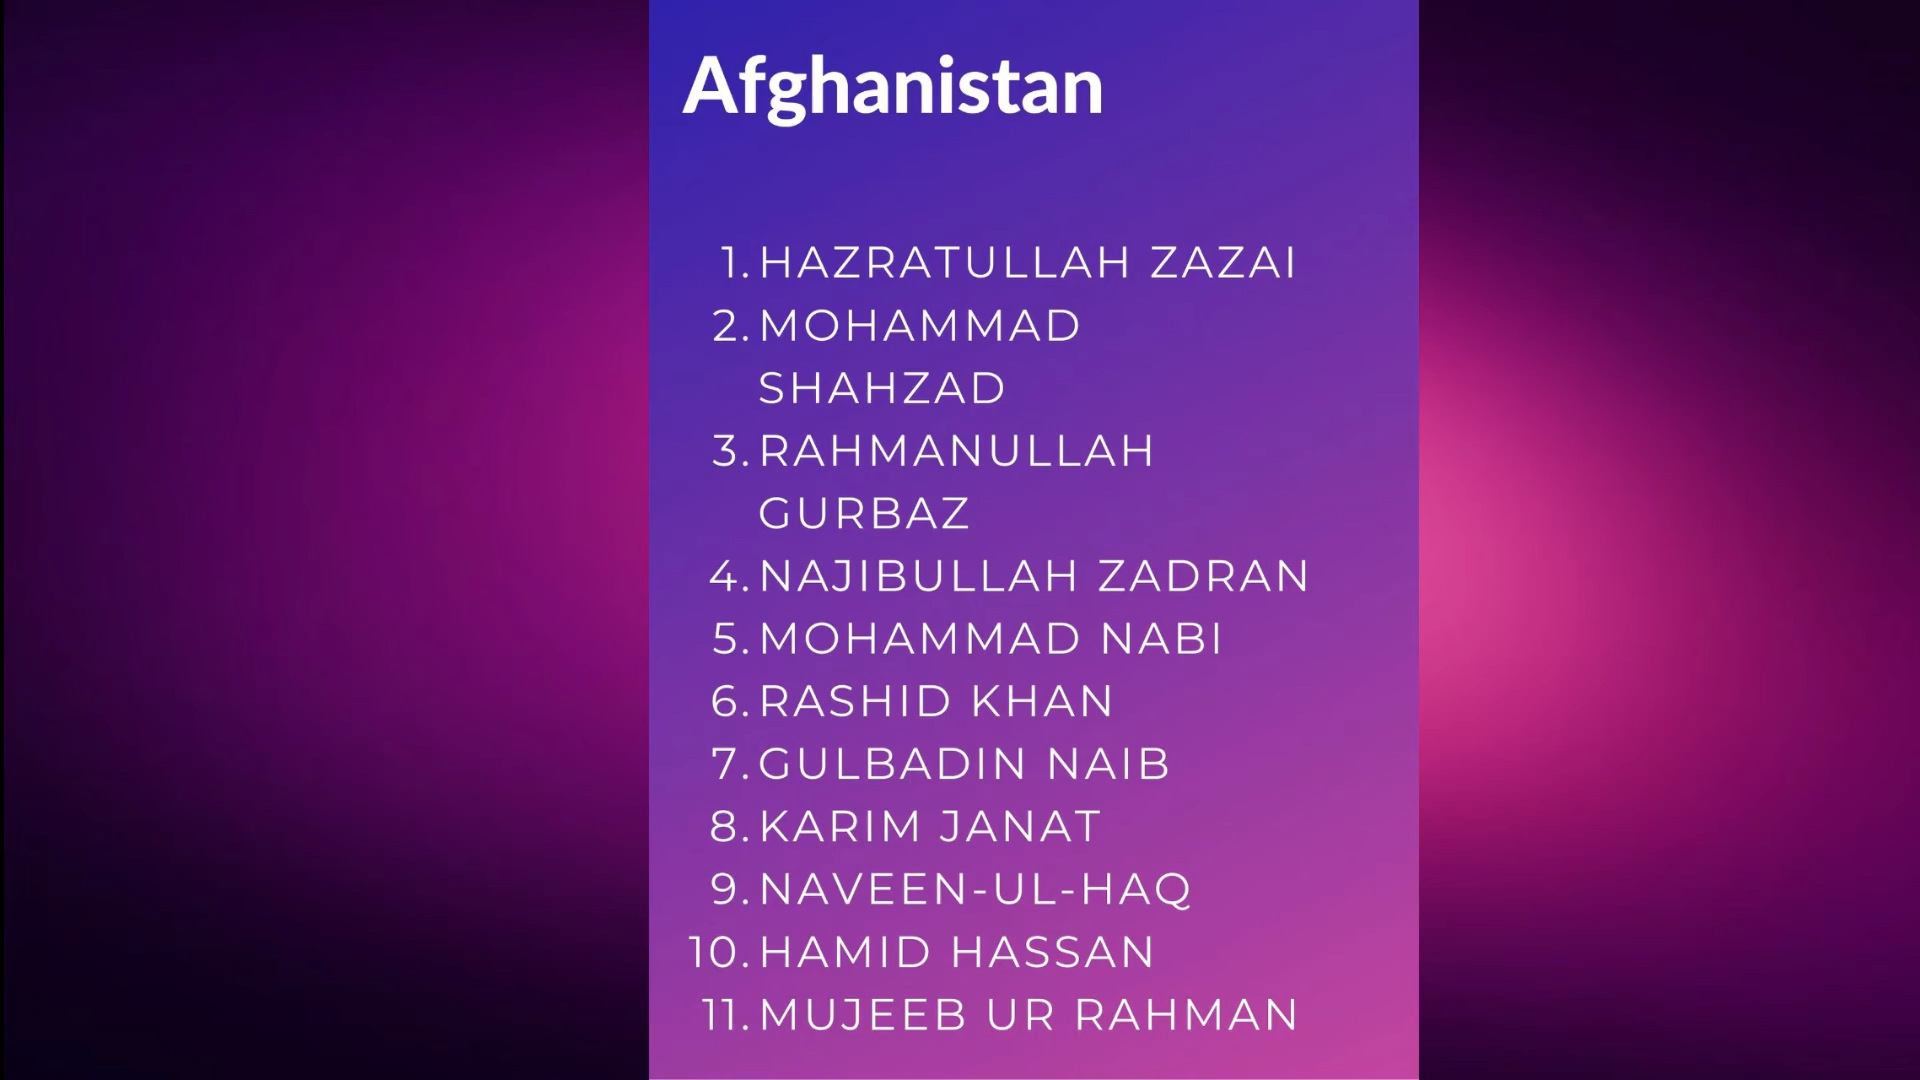 Afghanistan
1. HAZRATULLAH ZAZAI
2. MOHAMMAD
SHAHZAD
3. RAHMANULLAH
GURBAZ
4. NAJIBULLAH ZADRAN
5. MOHAMMAD NABI
6. RASHID KHAN
7. GULBADIN NAIB
8. KARIM JANAT
9. NAVEEN-UL-HAQ
10. HAMID HASSAN
11. MUJEEB UR RAHMAN